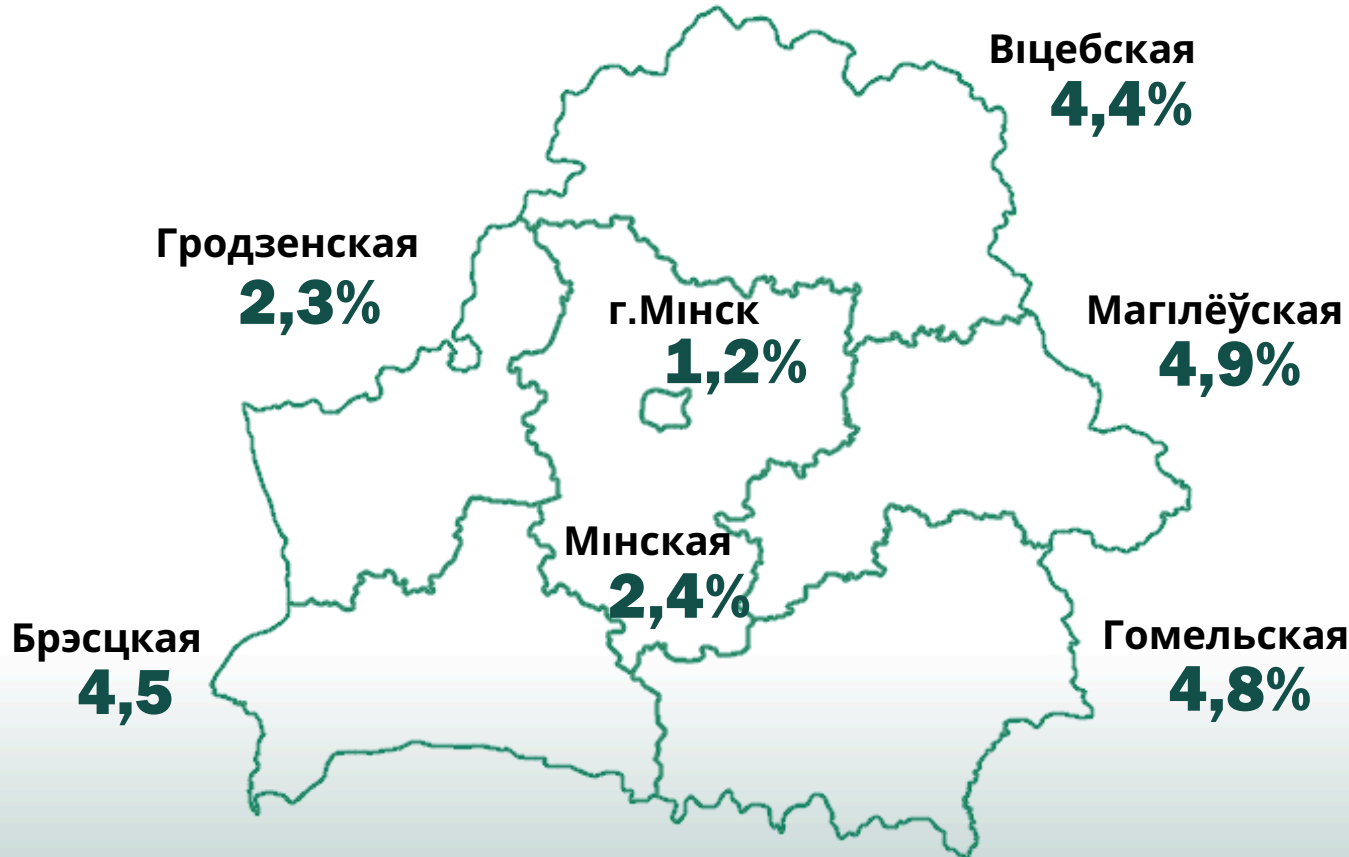 Віцебская
4,4%
Гродзенская
2,3%
г.Мінск
1,2%
Магілёўская
4,9%
Мінская
2,4%
Брэсцкая
4,5
Гомельская
4,8%